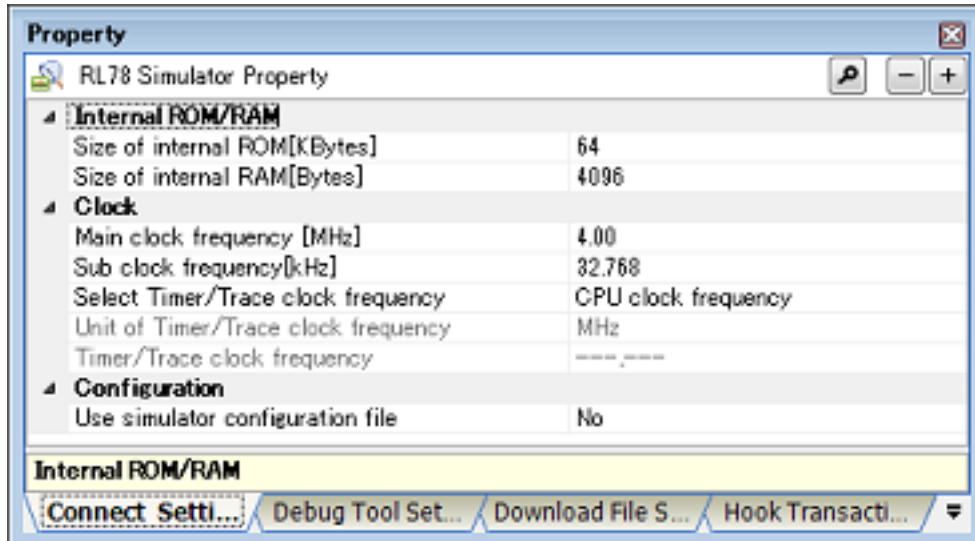 Property
RL78 Simulator Property
Internal ROM/RAM
Size of internal ROM[KBytes] 64
Size of internal RAM[Bytes] 4096
Clock
Main clock frequency [MHz] 4.00
Sub clock frequency[kHz] 32.768
Select Timer/Trace clock frequency CPU clock frequency
Unit of Timer/Trace clock frequency MHz
Timer/Trace clock frequency ---.---
Configuration
Use simulator configuration file No
Internal ROM/RAM
Connect Setti... Debug Tool Set... Download File S... Hook Transacti...